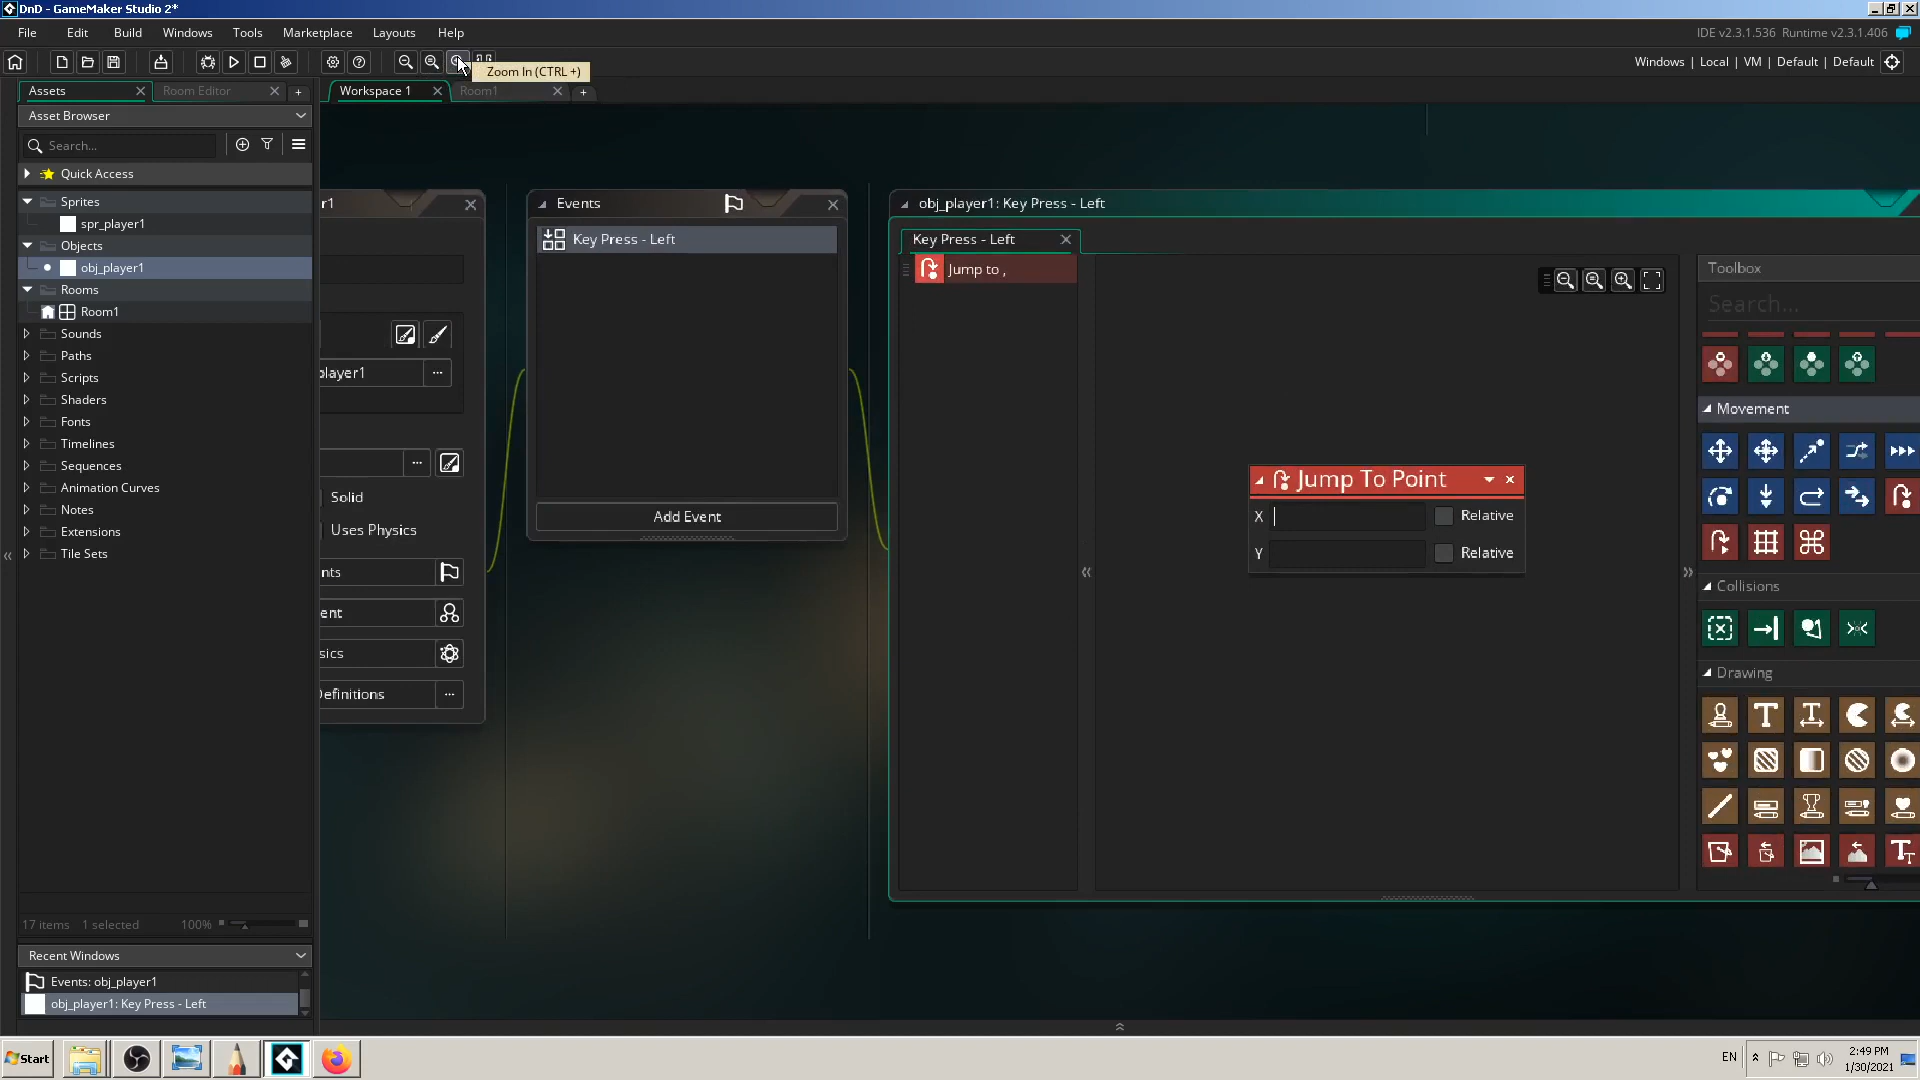 DnD - GameMaker Studio 2*
File Edit Build Windows Tools Marketplace Layouts Help
IDE v2.3.1.536 Runtime v2.3.1.406
Zoom In (CTRL +)
Windows | Local | VM | Default | Default
Assets
Room Editor
Workspace 1
Room1
Asset Browser
Search...
Quick Access
Sprites
spr_player1
Objects
obj_player1
Rooms
Room1
Sounds
Paths
Scripts
Shaders
Fonts
Timelines
Sequences
Animation Curves
Notes
Extensions
Tile Sets
17 items 1 selected 100%
Recent Windows
Events: obj_player1
obj_player1: Key Press - Left
r1
player1
Solid
Uses Physics
nts
ent
sics
Definitions
Events
Key Press - Left
Add Event
obj_player1: Key Press - Left
Key Press - Left
Jump to ,
Jump To Point
X
Relative
Y
Relative
Toolbox
Search...
Movement
Collisions
Drawing
Start
EN
2:49 PM
1/30/2021